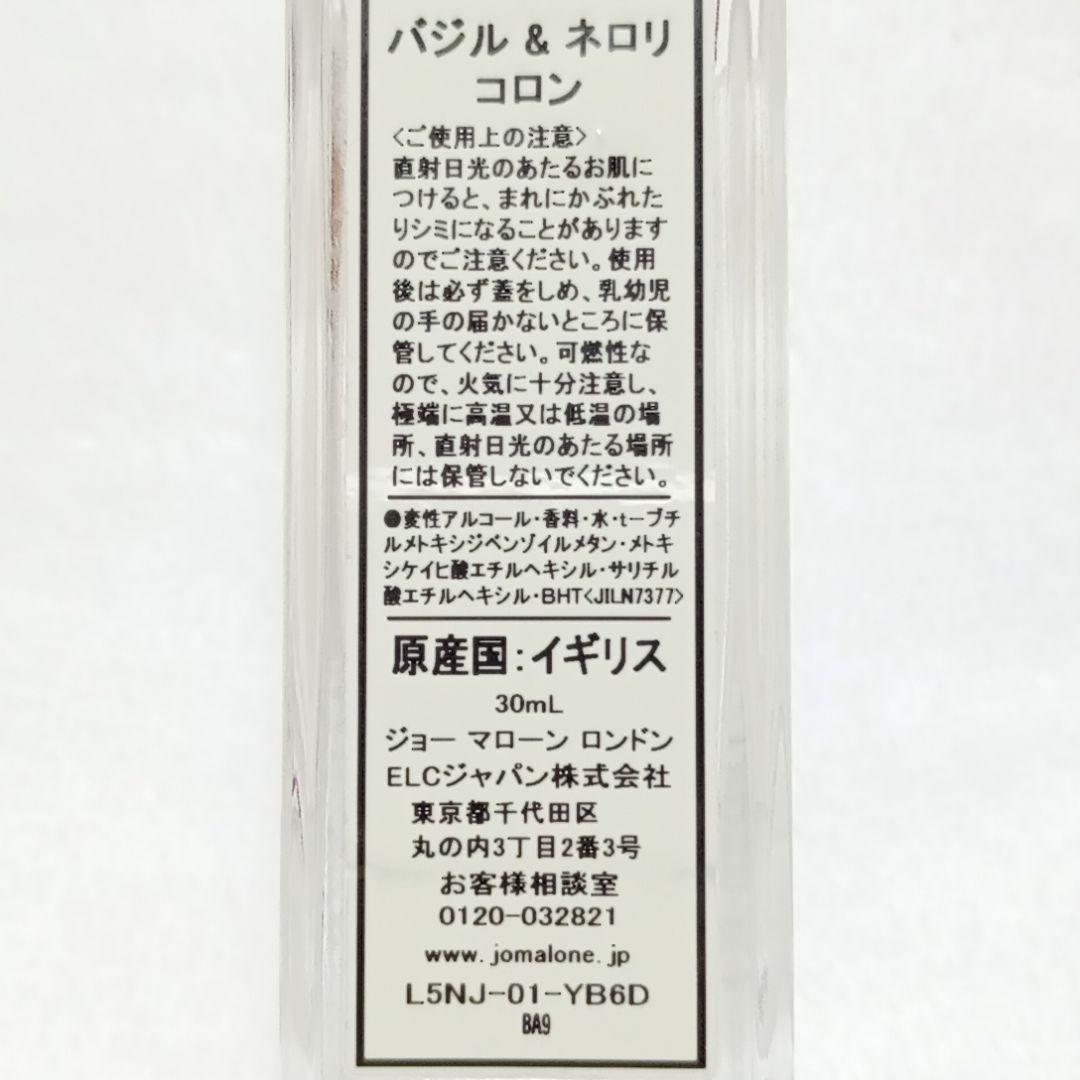 バジル & ネロリ
コロン
<ご使用上の注意>
直射日光のあたるお肌に
つけると、まれにかぶれた
りシミになることがあります
のでご注意ください。使用
後は必ず蓋をしめ、乳幼児
の手の届かないところに保
管してください。可燃性な
ので、火気に十分注意し、
極端に高温又は低温の場
所、直射日光のあたる場所
には保管しないでください。
●変性アルコール・香料・水・t-ブチ
ルメトキシジベンゾイルメタン・メトキ
シケイヒ酸エチルヘキシル・サリチル
酸エチルヘキシル・BHT<JILN7377>
原産国:イギリス
30mL
ジョー マローン ロンドン
ELCジャパン株式会社
東京都千代田区
丸の内3丁目2番3号
お客様相談室
0120-032821
www.jomalone.jp
L5NJ-01-YB6D
BA9